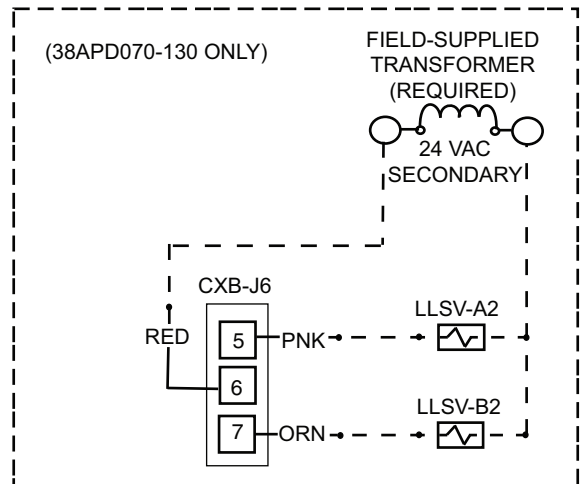 (38APD070-130 ONLY)
FIELD-SUPPLIED
TRANSFORMER
(REQUIRED)
24 VAC
SECONDARY
CXB-J6
RED
5
PNK
LLSV-A2
6
7
ORN
LLSV-B2